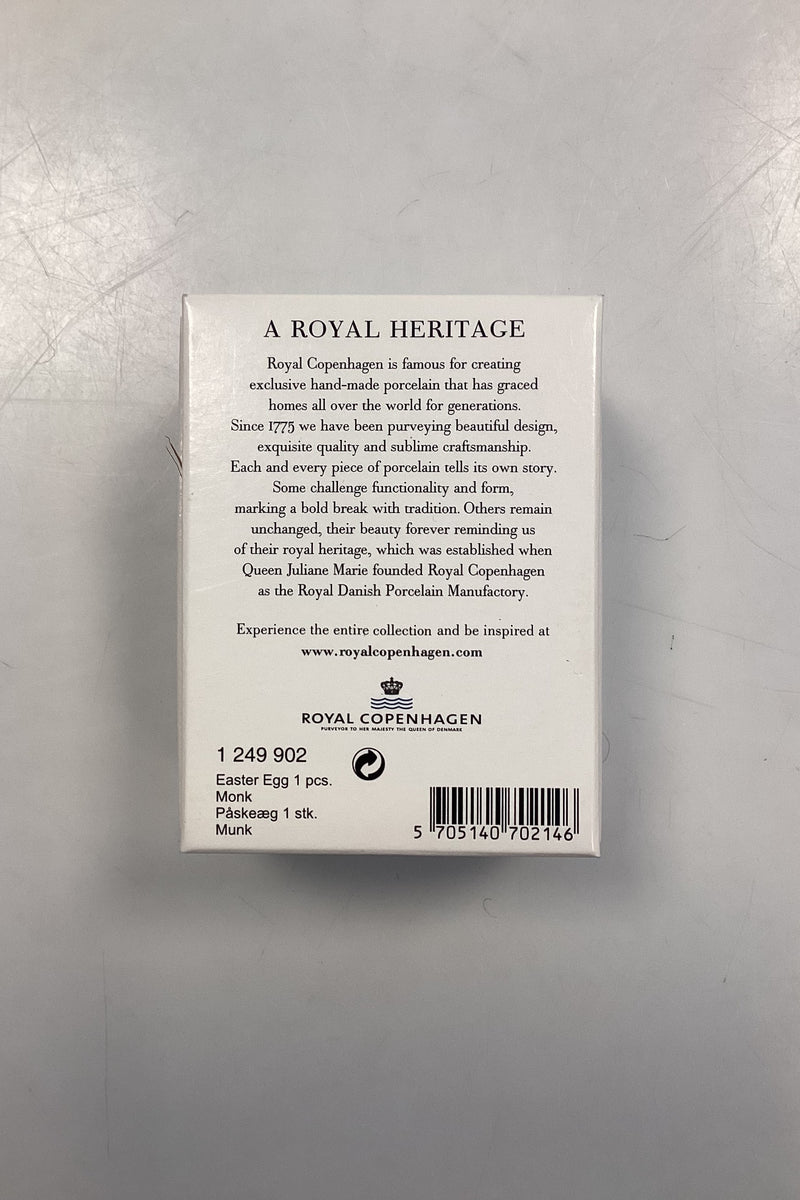 A ROYAL HERITAGE
Royal Copenhagen is famous for creating
exclusive hand-made porcelain that has graced
homes all over the world for generations.
Since 1775 we have been purveying beautiful design,
exquisite quality and sublime craftsmanship.
Each and every piece of porcelain tells its own story.
Some challenge functionality and form,
marking a bold break with tradition. Others remain
unchanged, their beauty forever reminding us
of their royal heritage, which was established when
Queen Juliane Marie founded Royal Copenhagen
as the Royal Danish Porcelain Manufactory.
Experience the entire collection and be inspired at
www.royalcopenhagen.com
ROYAL COPENHAGEN
PURVEYOR TO HER MAJESTY THE QUEEN OF DENMARK
1 249 902
Easter Egg 1 pcs.
Monk
Påskeæg 1 stk.
Munk
5 705140 702146